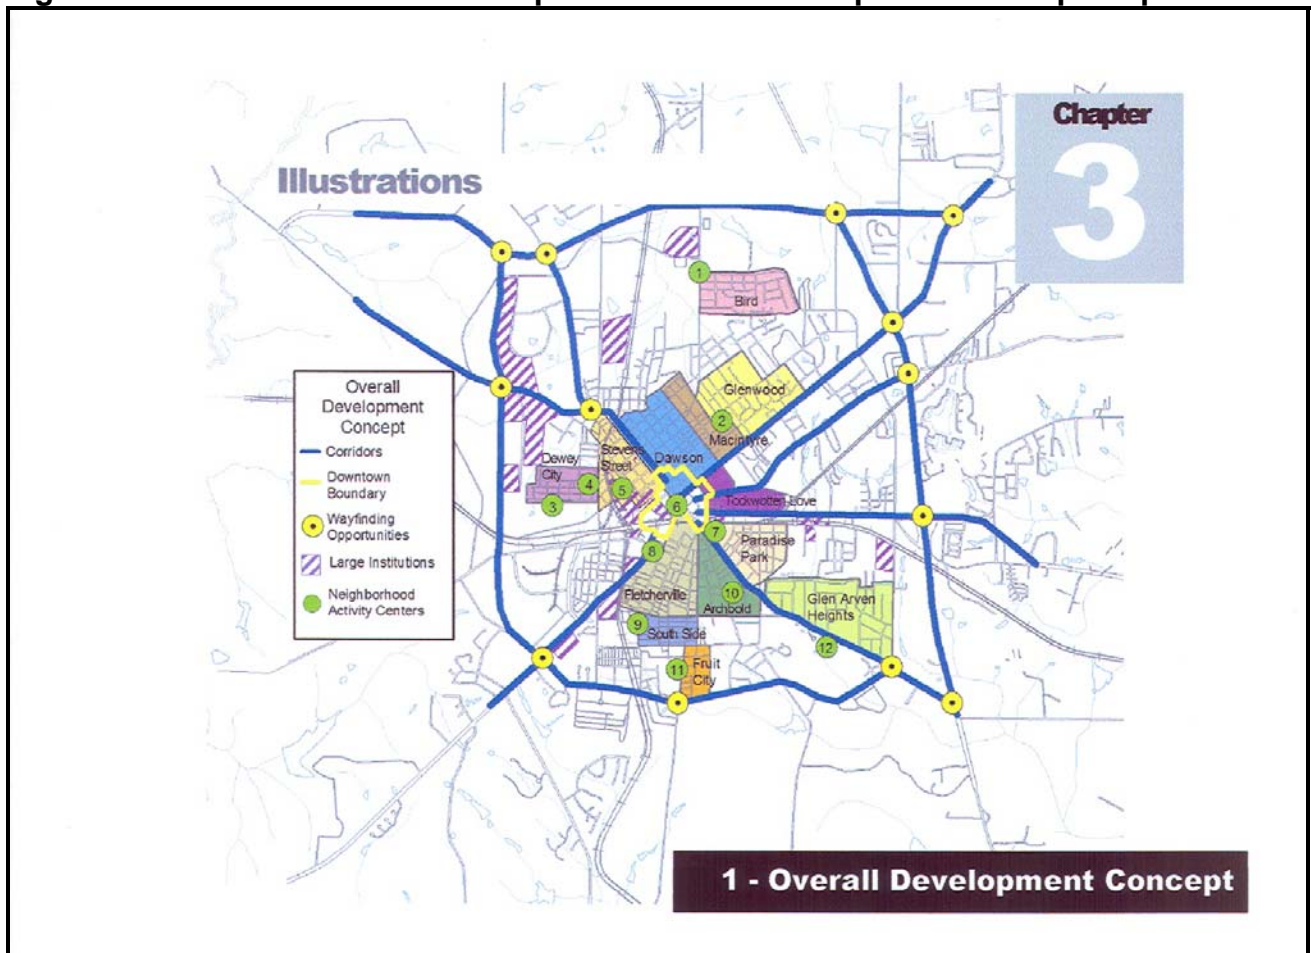 Chapter
3
Illustrations
1
Bird
Glenwood
2
Macintyre
Dawson
Stevens
Street
Dewey
City
4
5
3
6
Tockwotten Love
7
Paradise
Park
8
Fletcherville
10
Archbold
Glen Arven
Heights
9
South Side
12
11
Fruit
City
Overall
Development
Concept
Corridors
Downtown
Boundary
Wayfinding
Opportunities
Large Institutions
Neighborhood
Activity Centers
1 - Overall Development Concept